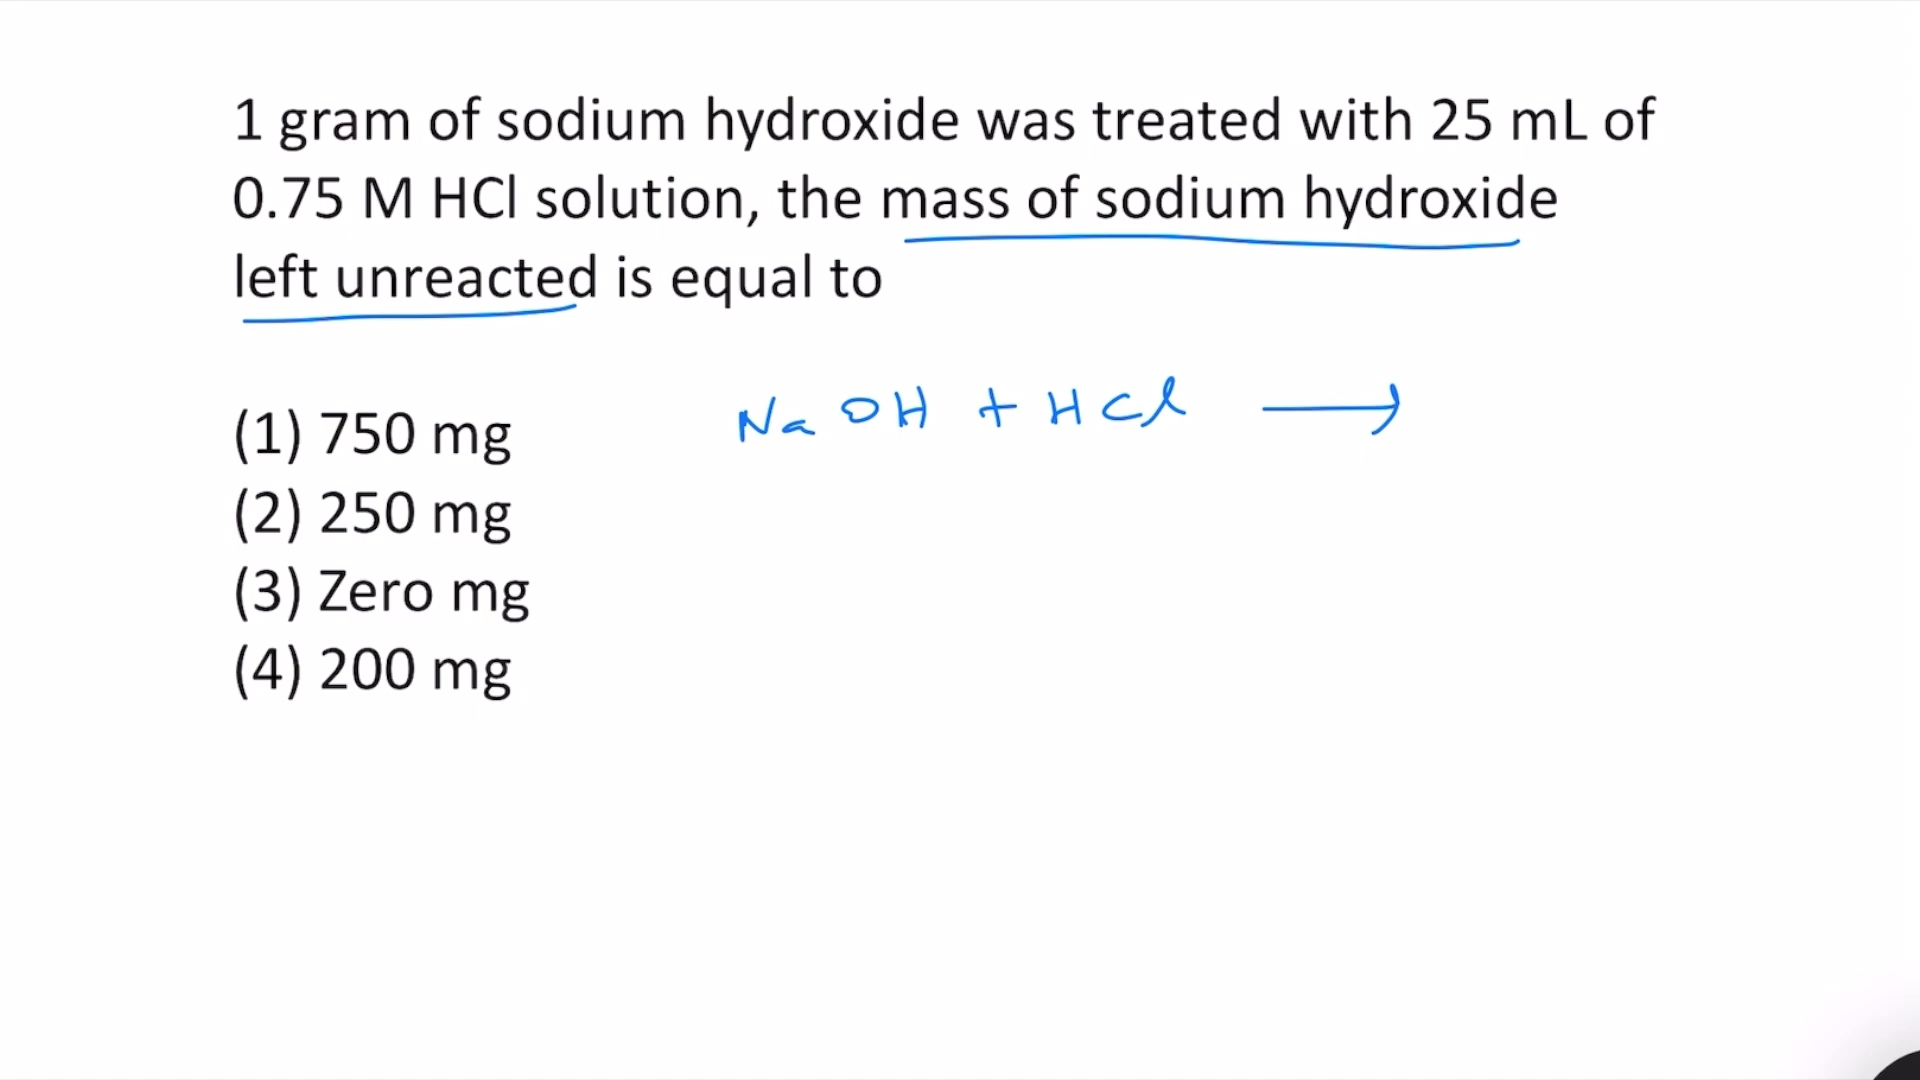 1 gram of sodium hydroxide was treated with 25 mL of
0.75 M HCl solution, the mass of sodium hydroxide
left unreacted is equal to
(1) 750 mg
NaOH + HCl ⟶
(2) 250 mg
(3) Zero mg
(4) 200 mg